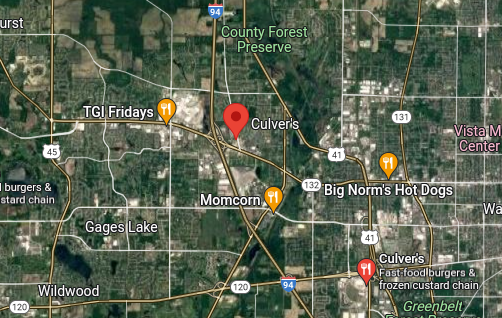 urst
94
County Forest
Preserve
TGI Fridays
Culver's
131
45
41
Vista M
Center
132
Big Norm's Hot Dogs
l burgers &
stard chain
Momcorn
Wa
Gages Lake
41
Culver's
Fast-food burgers &
frozen custard chain
Wildwood
120
94
120
120
Greenbelt